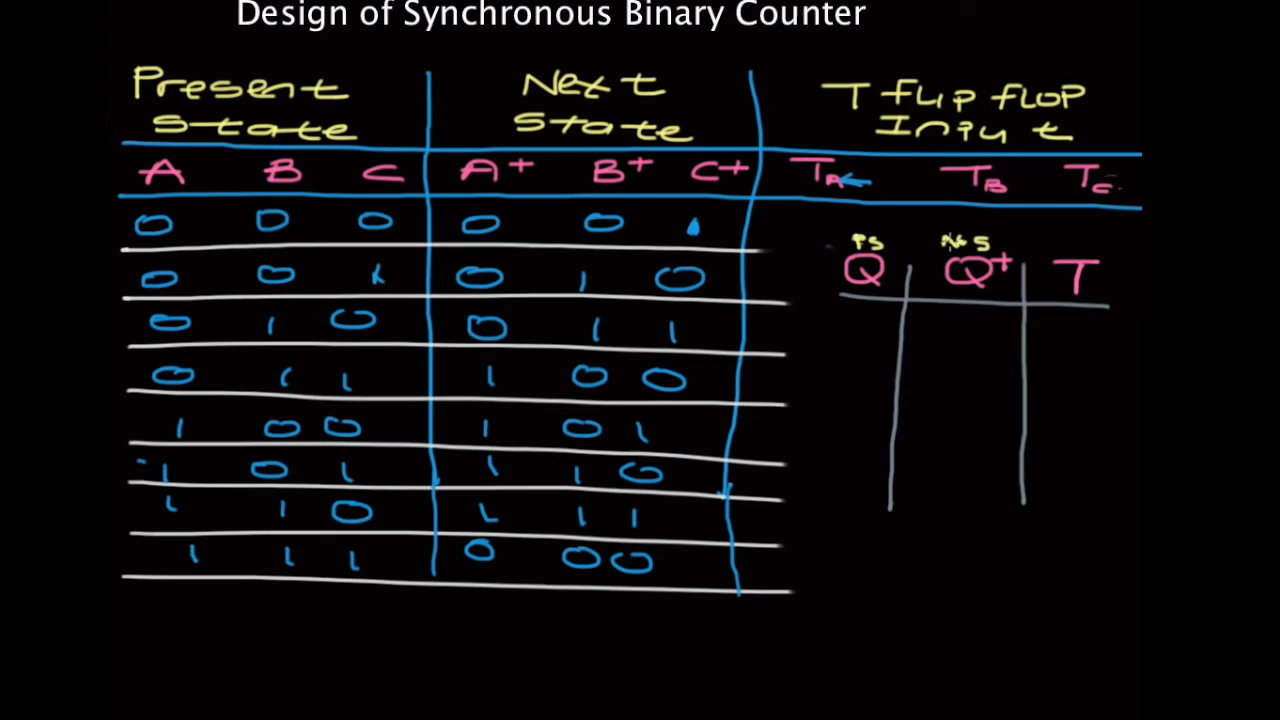 Design of Synchronous Binary Counter
Present State | Next State | T flip flop Input
A B C | A+ B+ C+ | TA← TB TC
0 0 0 | 0 0 1
0 0 1 | 0 1 0
0 1 0 | 0 1 1
0 1 1 | 1 0 0
1 0 0 | 1 0 1
1 0 1 | 1 1 0
1 1 0 | 1 1 1
1 1 1 | 0 0 0
PS NS
Q | Q+ | T